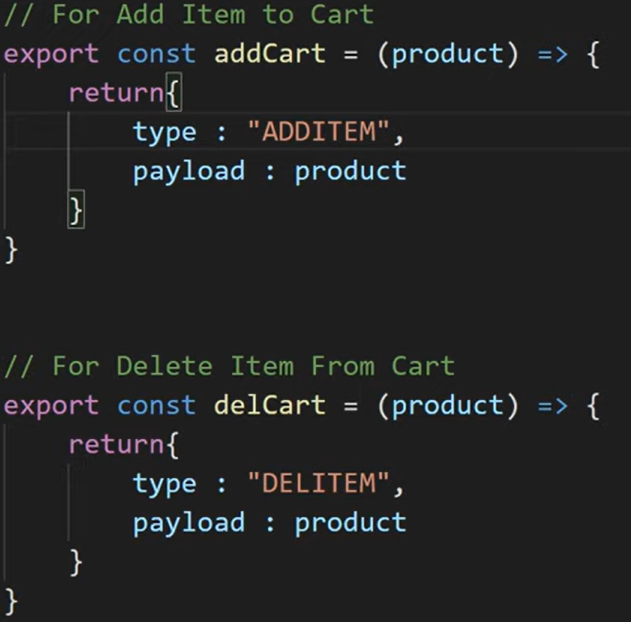 // For Add Item to Cart
export const addCart = (product) => {
    return{
        type : "ADDITEM",
        payload : product
    }
}
// For Delete Item From Cart
export const delCart = (product) => {
    return{
        type : "DELITEM",
        payload : product
    }
}